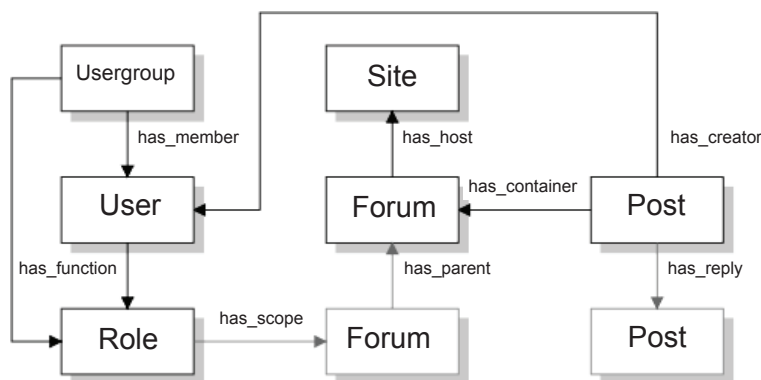 Usergroup
Site
has_member
has_host
has_creator
User
Forum
has_container
Post
has_function
has_parent
has_reply
Role
has_scope
Forum
Post